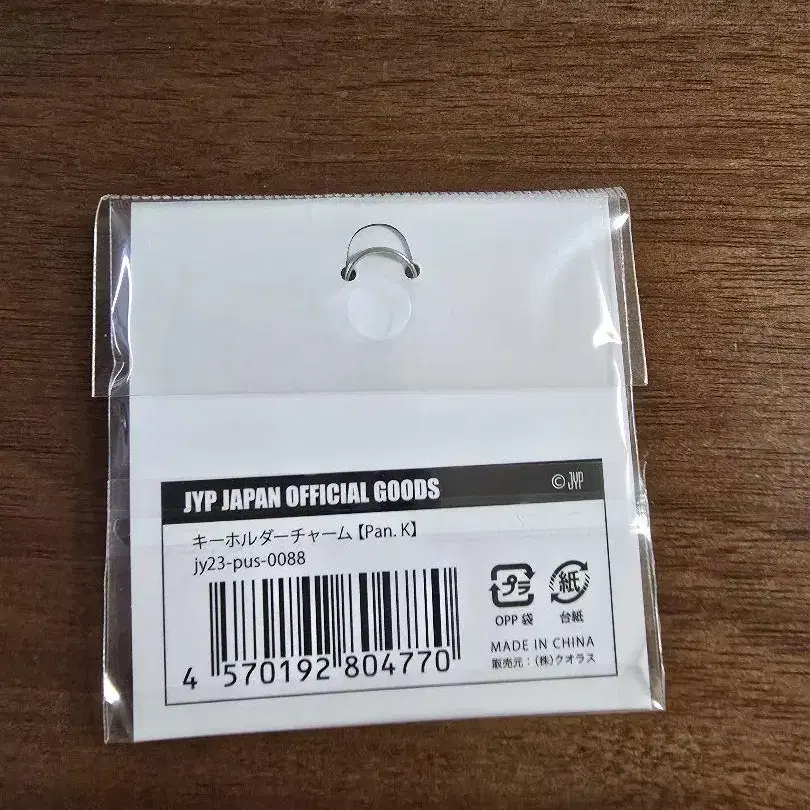 JYP JAPAN OFFICIAL GOODS
© JYP
キーホルダーチャーム【Pan. K】
jy23-pus-0088
4 570192 804770
プラ
OPP 袋
紙
台紙
MADE IN CHINA
販売元：（株）クオラス